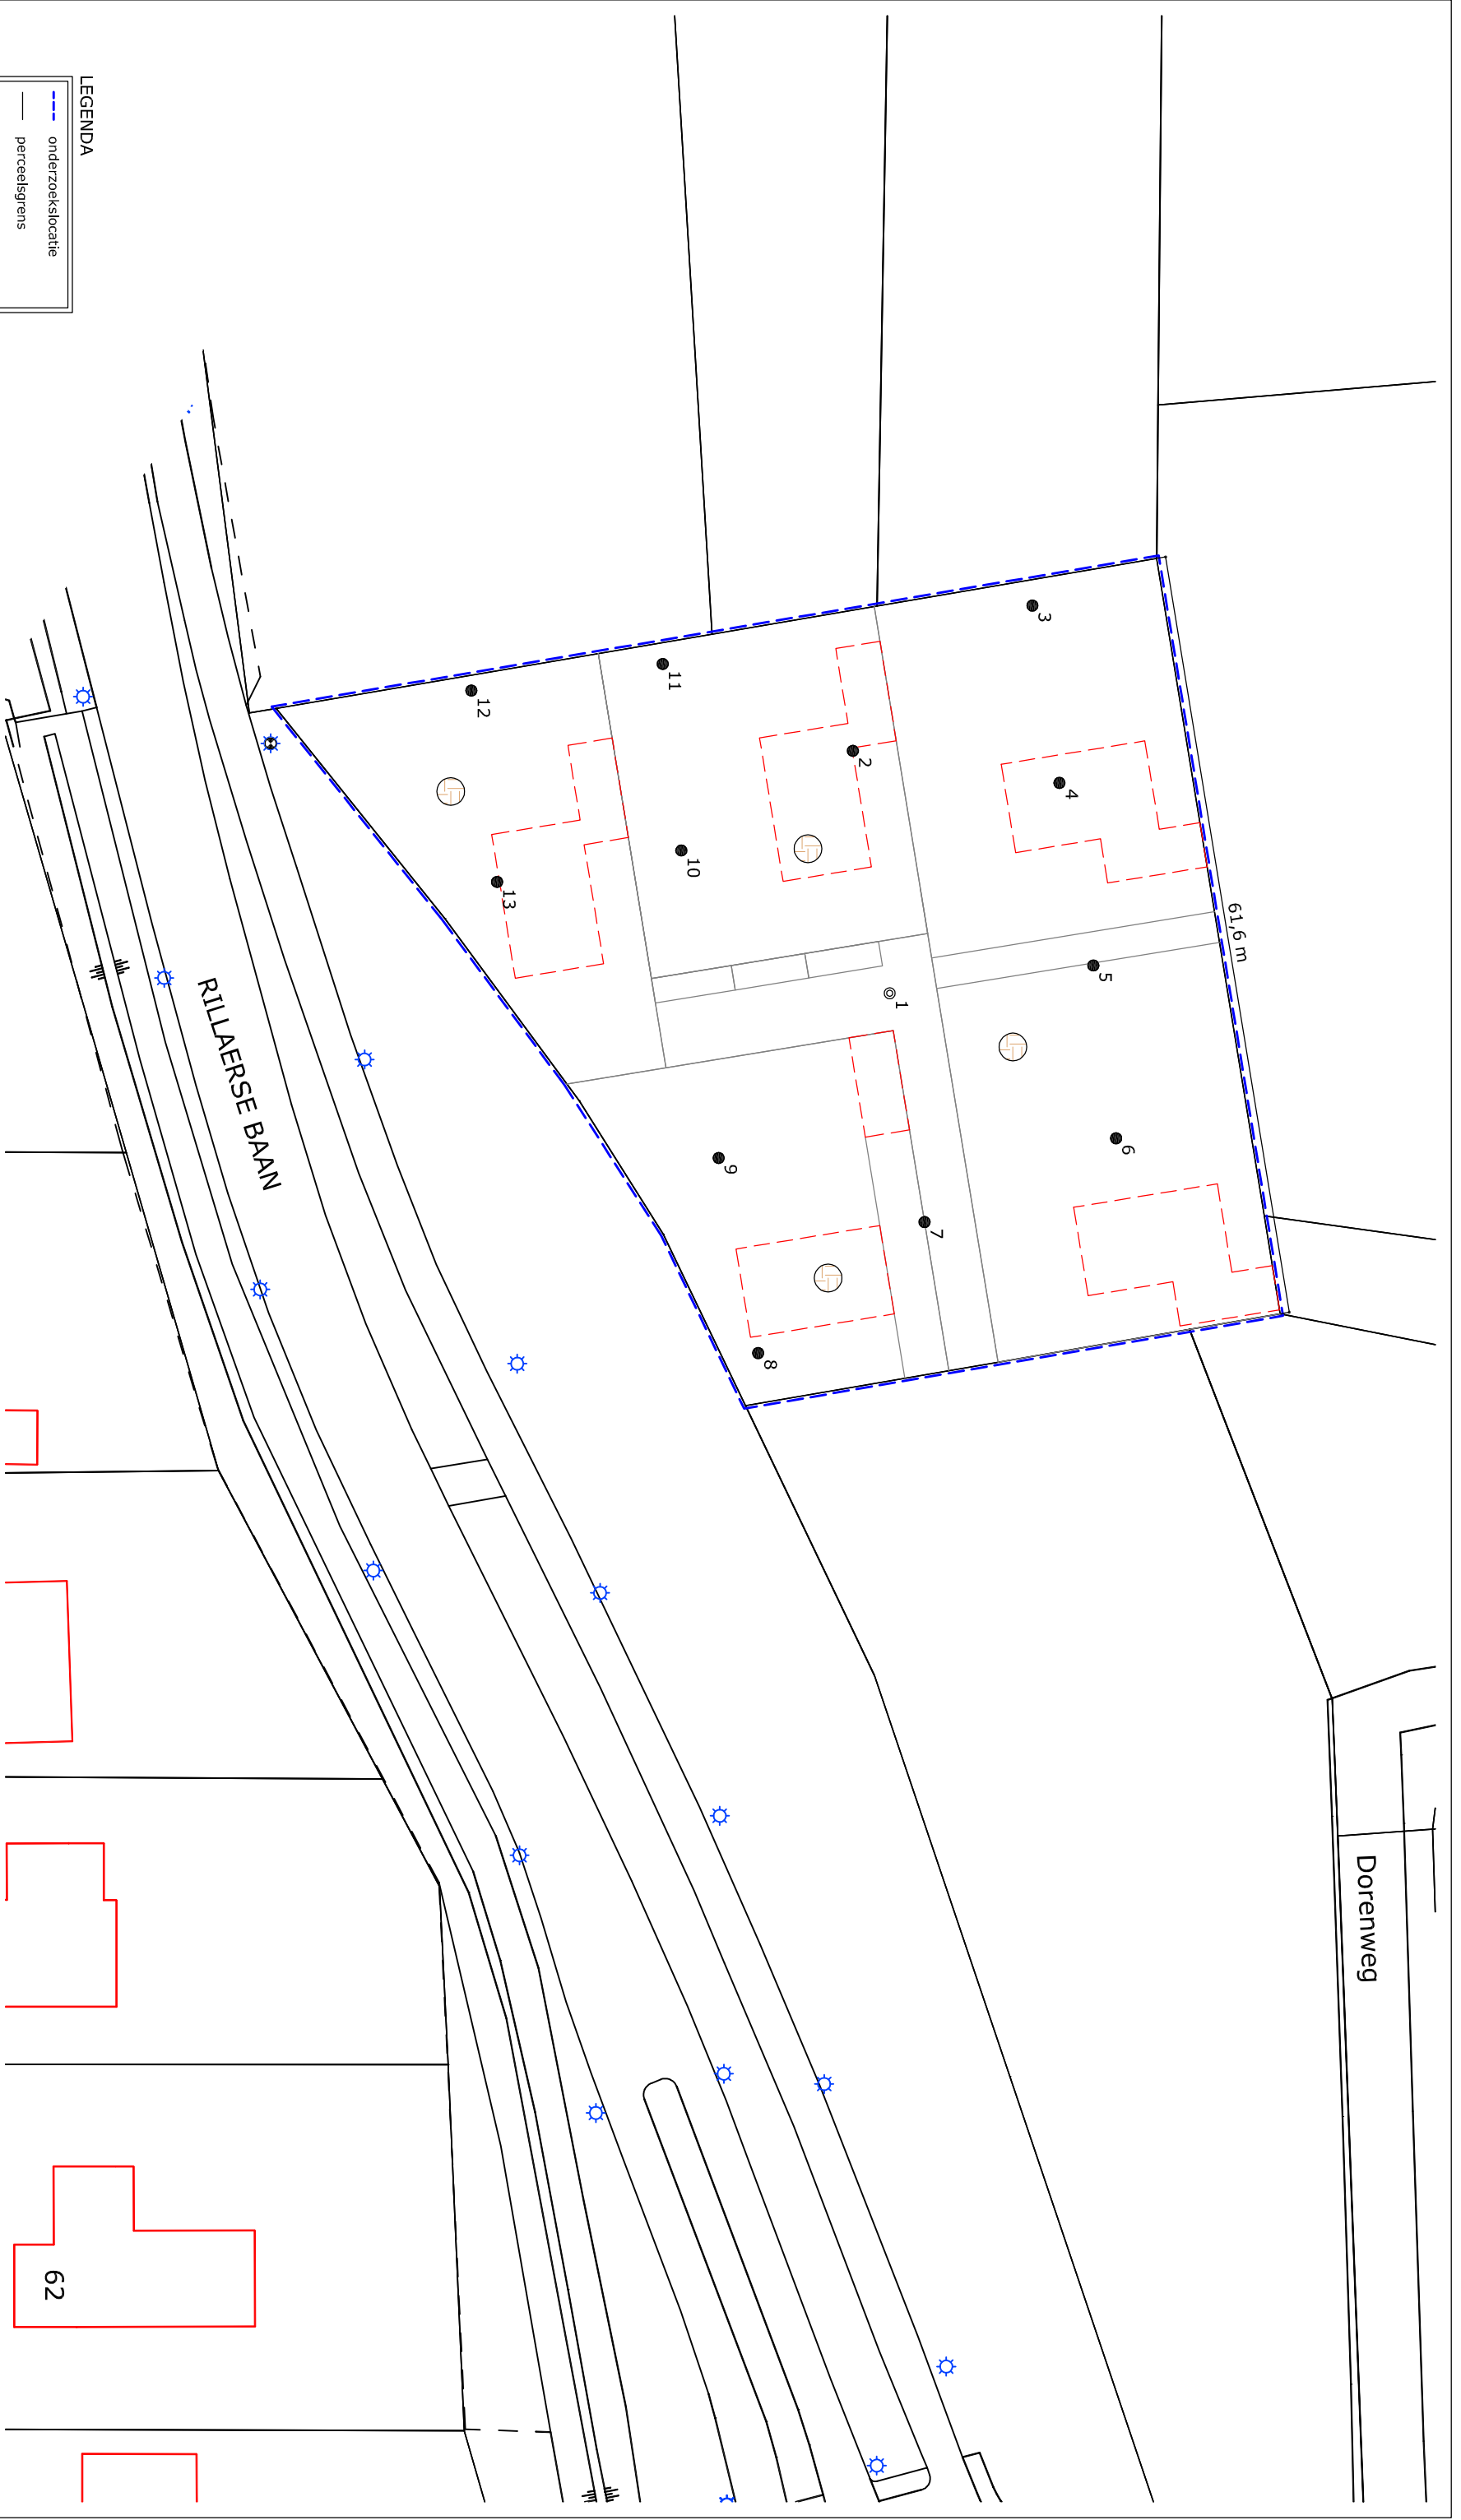 LEGENDA
onderzoekslocatie
perceelsgrens
61,6 m
3
4
5
6
2
1
7
11
10
9
8
12
13
RILLAERSE BAAN
Dorenweg
62